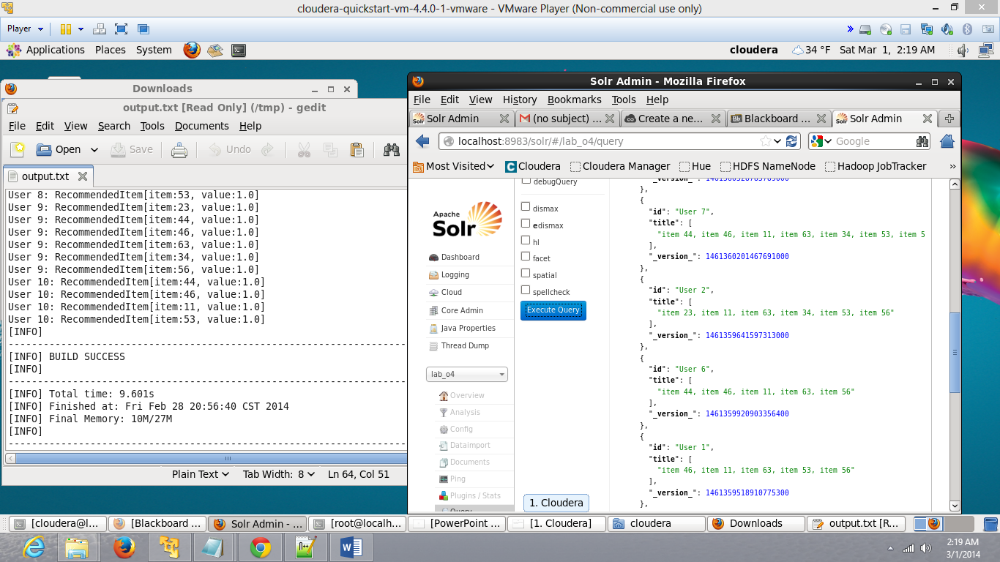 cloudera-quickstart-vm-4.4.0-1-vmware - VMware Player (Non-commercial use only)
Player
Applications Places System
cloudera 34 °F Sat Mar 1, 2:19 AM
Downloads
output.txt [Read Only] (/tmp) - gedit
File Edit View Search Tools Documents Help
Open Save Undo
output.txt
User 8: RecommendedItem[item:53, value:1.0]
User 9: RecommendedItem[item:23, value:1.0]
User 9: RecommendedItem[item:44, value:1.0]
User 9: RecommendedItem[item:46, value:1.0]
User 9: RecommendedItem[item:63, value:1.0]
User 9: RecommendedItem[item:34, value:1.0]
User 9: RecommendedItem[item:56, value:1.0]
User 10: RecommendedItem[item:44, value:1.0]
User 10: RecommendedItem[item:46, value:1.0]
User 10: RecommendedItem[item:11, value:1.0]
User 10: RecommendedItem[item:53, value:1.0]
[INFO]
------------------------------------------------------------------------
[INFO] BUILD SUCCESS
[INFO]
------------------------------------------------------------------------
[INFO] Total time: 9.601s
[INFO] Finished at: Fri Feb 28 20:56:40 CST 2014
[INFO] Final Memory: 10M/27M
[INFO]
------------------------------------------------------------------------
Plain Text Tab Width: 8 Ln 64, Col 51
Solr Admin - Mozilla Firefox
File Edit View History Bookmarks Tools Help
Solr Admin (no subject) ... Create a ne... Blackboard ... Solr Admin
localhost:8983/solr/#/lab_o4/query
Google
Most Visited Cloudera Cloudera Manager Hue HDFS NameNode Hadoop JobTracker »
Apache
Solr
Dashboard
Logging
Cloud
Core Admin
Java Properties
Thread Dump
lab_o4
Overview
Analysis
Config
Dataimport
Documents
Ping
Plugins / Stats
Query
debugQuery
dismax
edismax
hl
facet
spatial
spellcheck
Execute Query
"_version_":
},
{
"id": "User 7",
"title": [
"item 44, item 46, item 11, item 63, item 34, item 53, item 5
],
"_version_": 1461360201467691000
},
{
"id": "User 2",
"title": [
"item 23, item 11, item 63, item 34, item 53, item 56"
],
"_version_": 1461359641597313000
},
{
"id": "User 6",
"title": [
"item 44, item 46, item 11, item 63, item 56"
],
"_version_": 1461359920903356400
},
{
"id": "User 1",
"title": [
"item 46, item 11, item 63, item 53, item 56"
],
"_version_": 1461359518910775300
},
1. Cloudera
[cloudera@l... [Blackboard ... Solr Admin - ... [root@localh... [PowerPoint ... [1. Cloudera] cloudera Downloads output.txt [R...
2:19 AM
3/1/2014